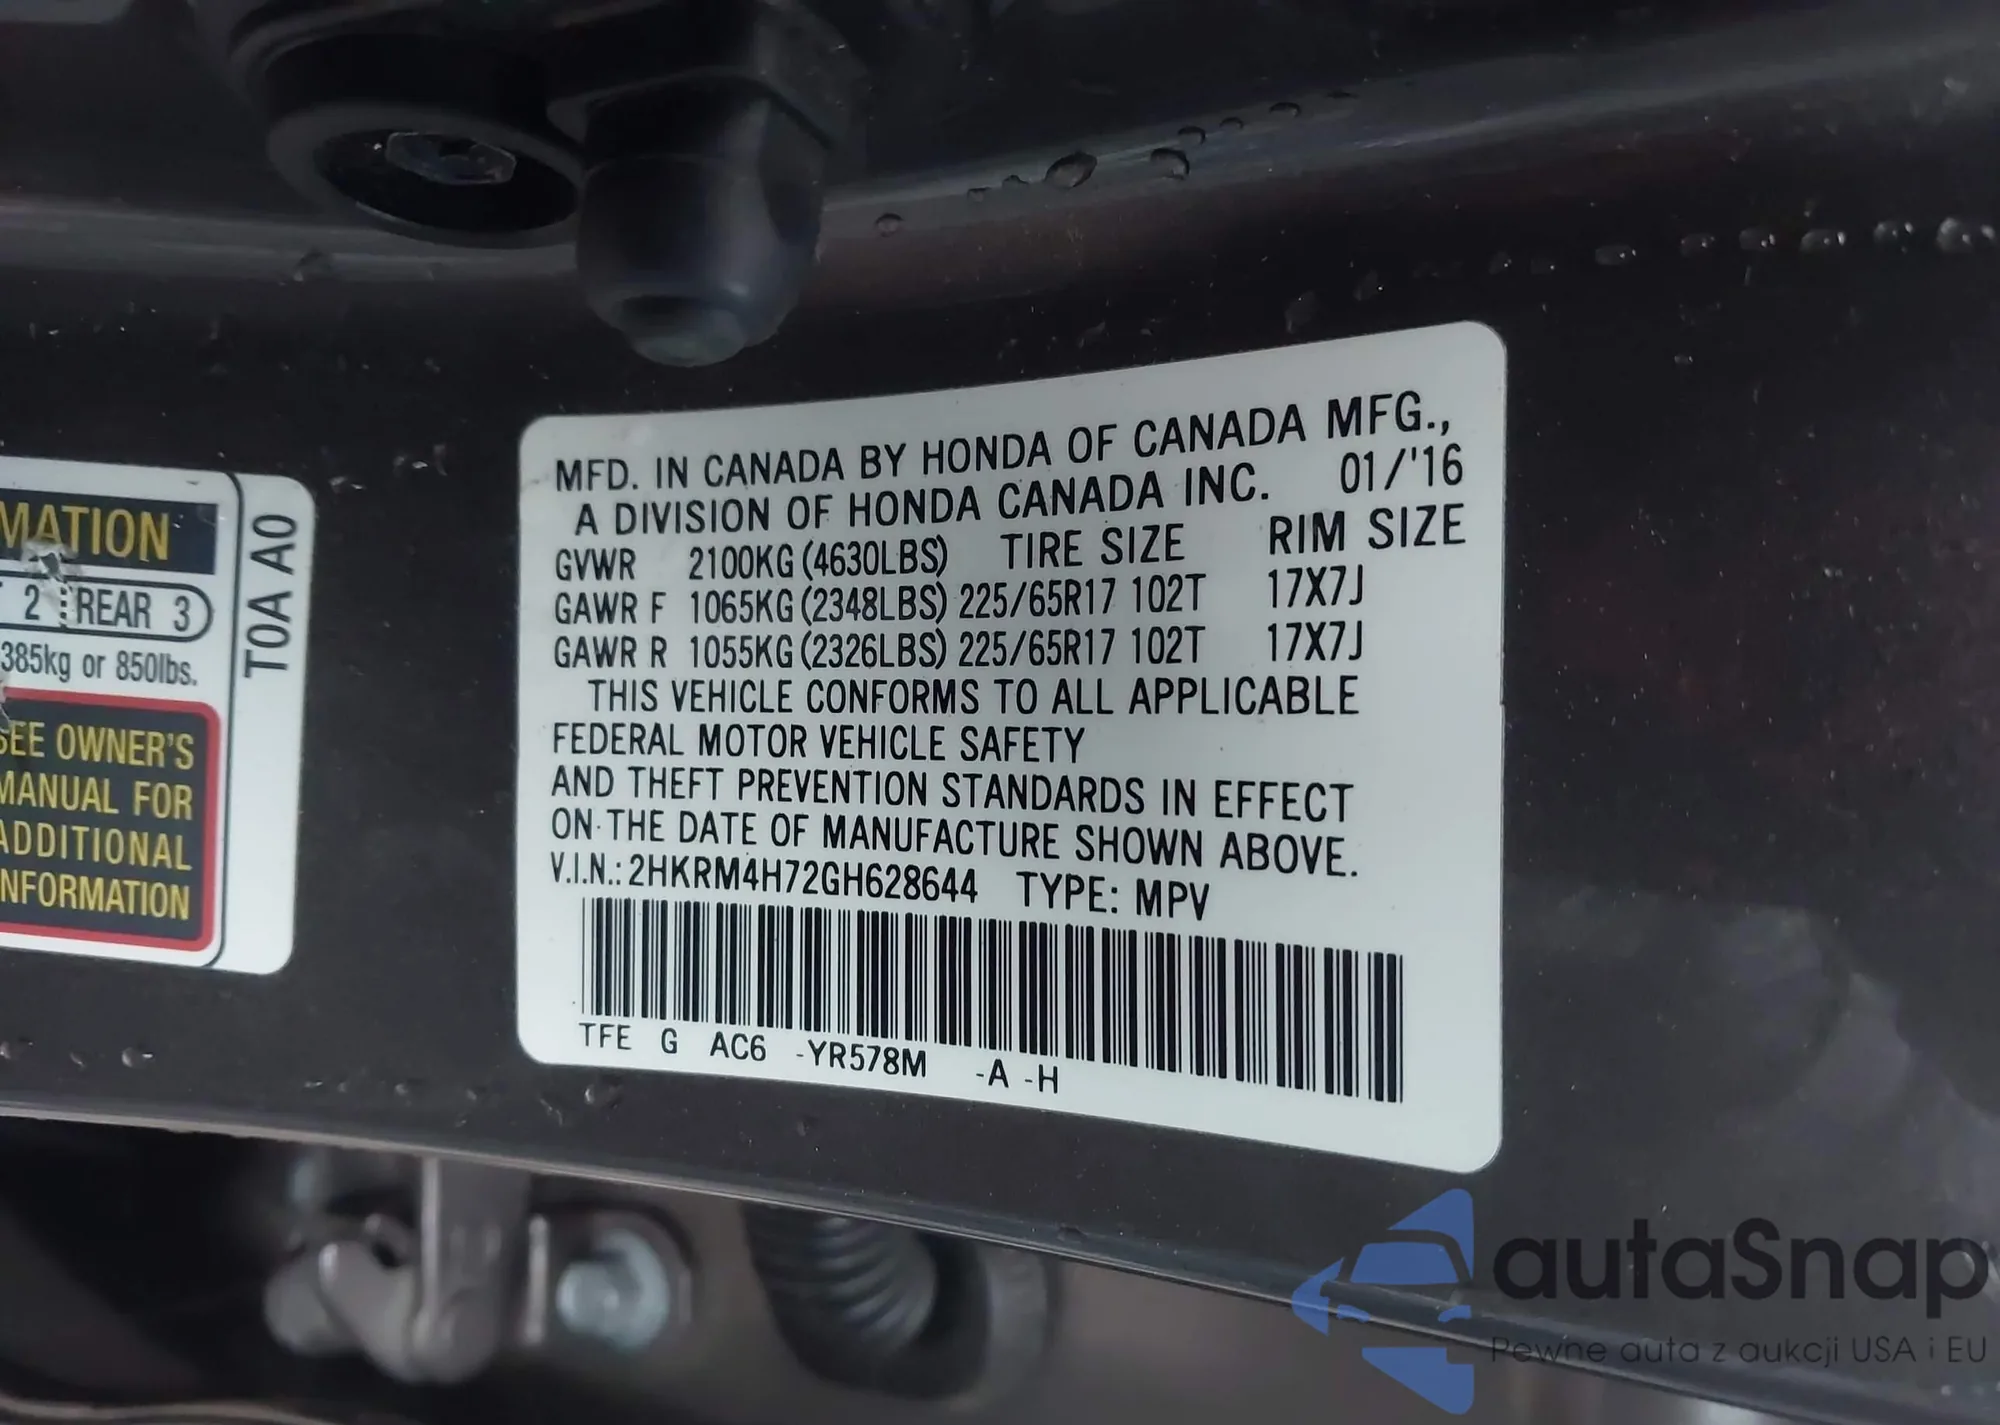 MATION
2 REAR 3
385kg or 850lbs.
SEE OWNER'S
MANUAL FOR
ADDITIONAL
INFORMATION
T0A A0
MFD. IN CANADA BY HONDA OF CANADA MFG.,
A DIVISION OF HONDA CANADA INC. 01/'16
GVWR 2100KG (4630LBS) TIRE SIZE RIM SIZE
GAWR F 1065KG (2348LBS) 225/65R17 102T 17X7J
GAWR R 1055KG (2326LBS) 225/65R17 102T 17X7J
THIS VEHICLE CONFORMS TO ALL APPLICABLE
FEDERAL MOTOR VEHICLE SAFETY
AND THEFT PREVENTION STANDARDS IN EFFECT
ON THE DATE OF MANUFACTURE SHOWN ABOVE.
V.I.N.: 2HKRM4H72GH628644 TYPE: MPV
TFE G AC6 -YR578M -A -H
autaSnap
Pewne auta z aukcji USA i EU